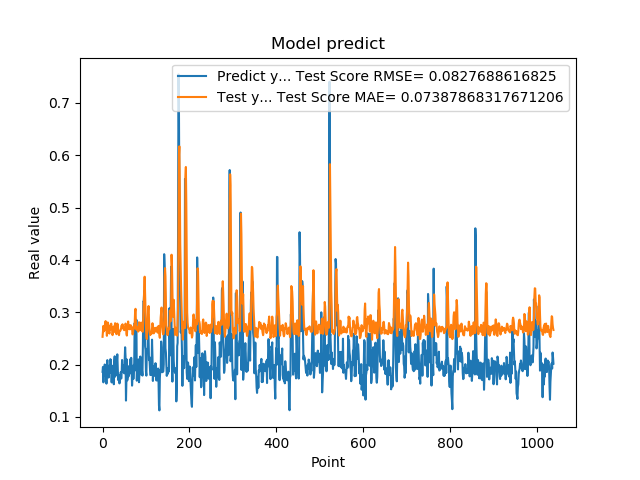 Model predict
Predict y... Test Score RMSE= 0.0827688616825
Test y... Test Score MAE= 0.07387868317671206
0.7
0.6
0.5
0.4
0.3
0.2
0.1
Real value
0 200 400 600 800 1000
Point